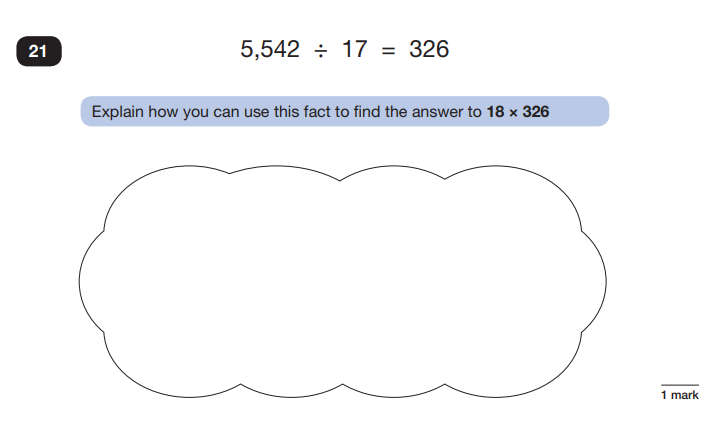 21
5,542 ÷ 17 = 326
Explain how you can use this fact to find the answer to 18 × 326
1 mark